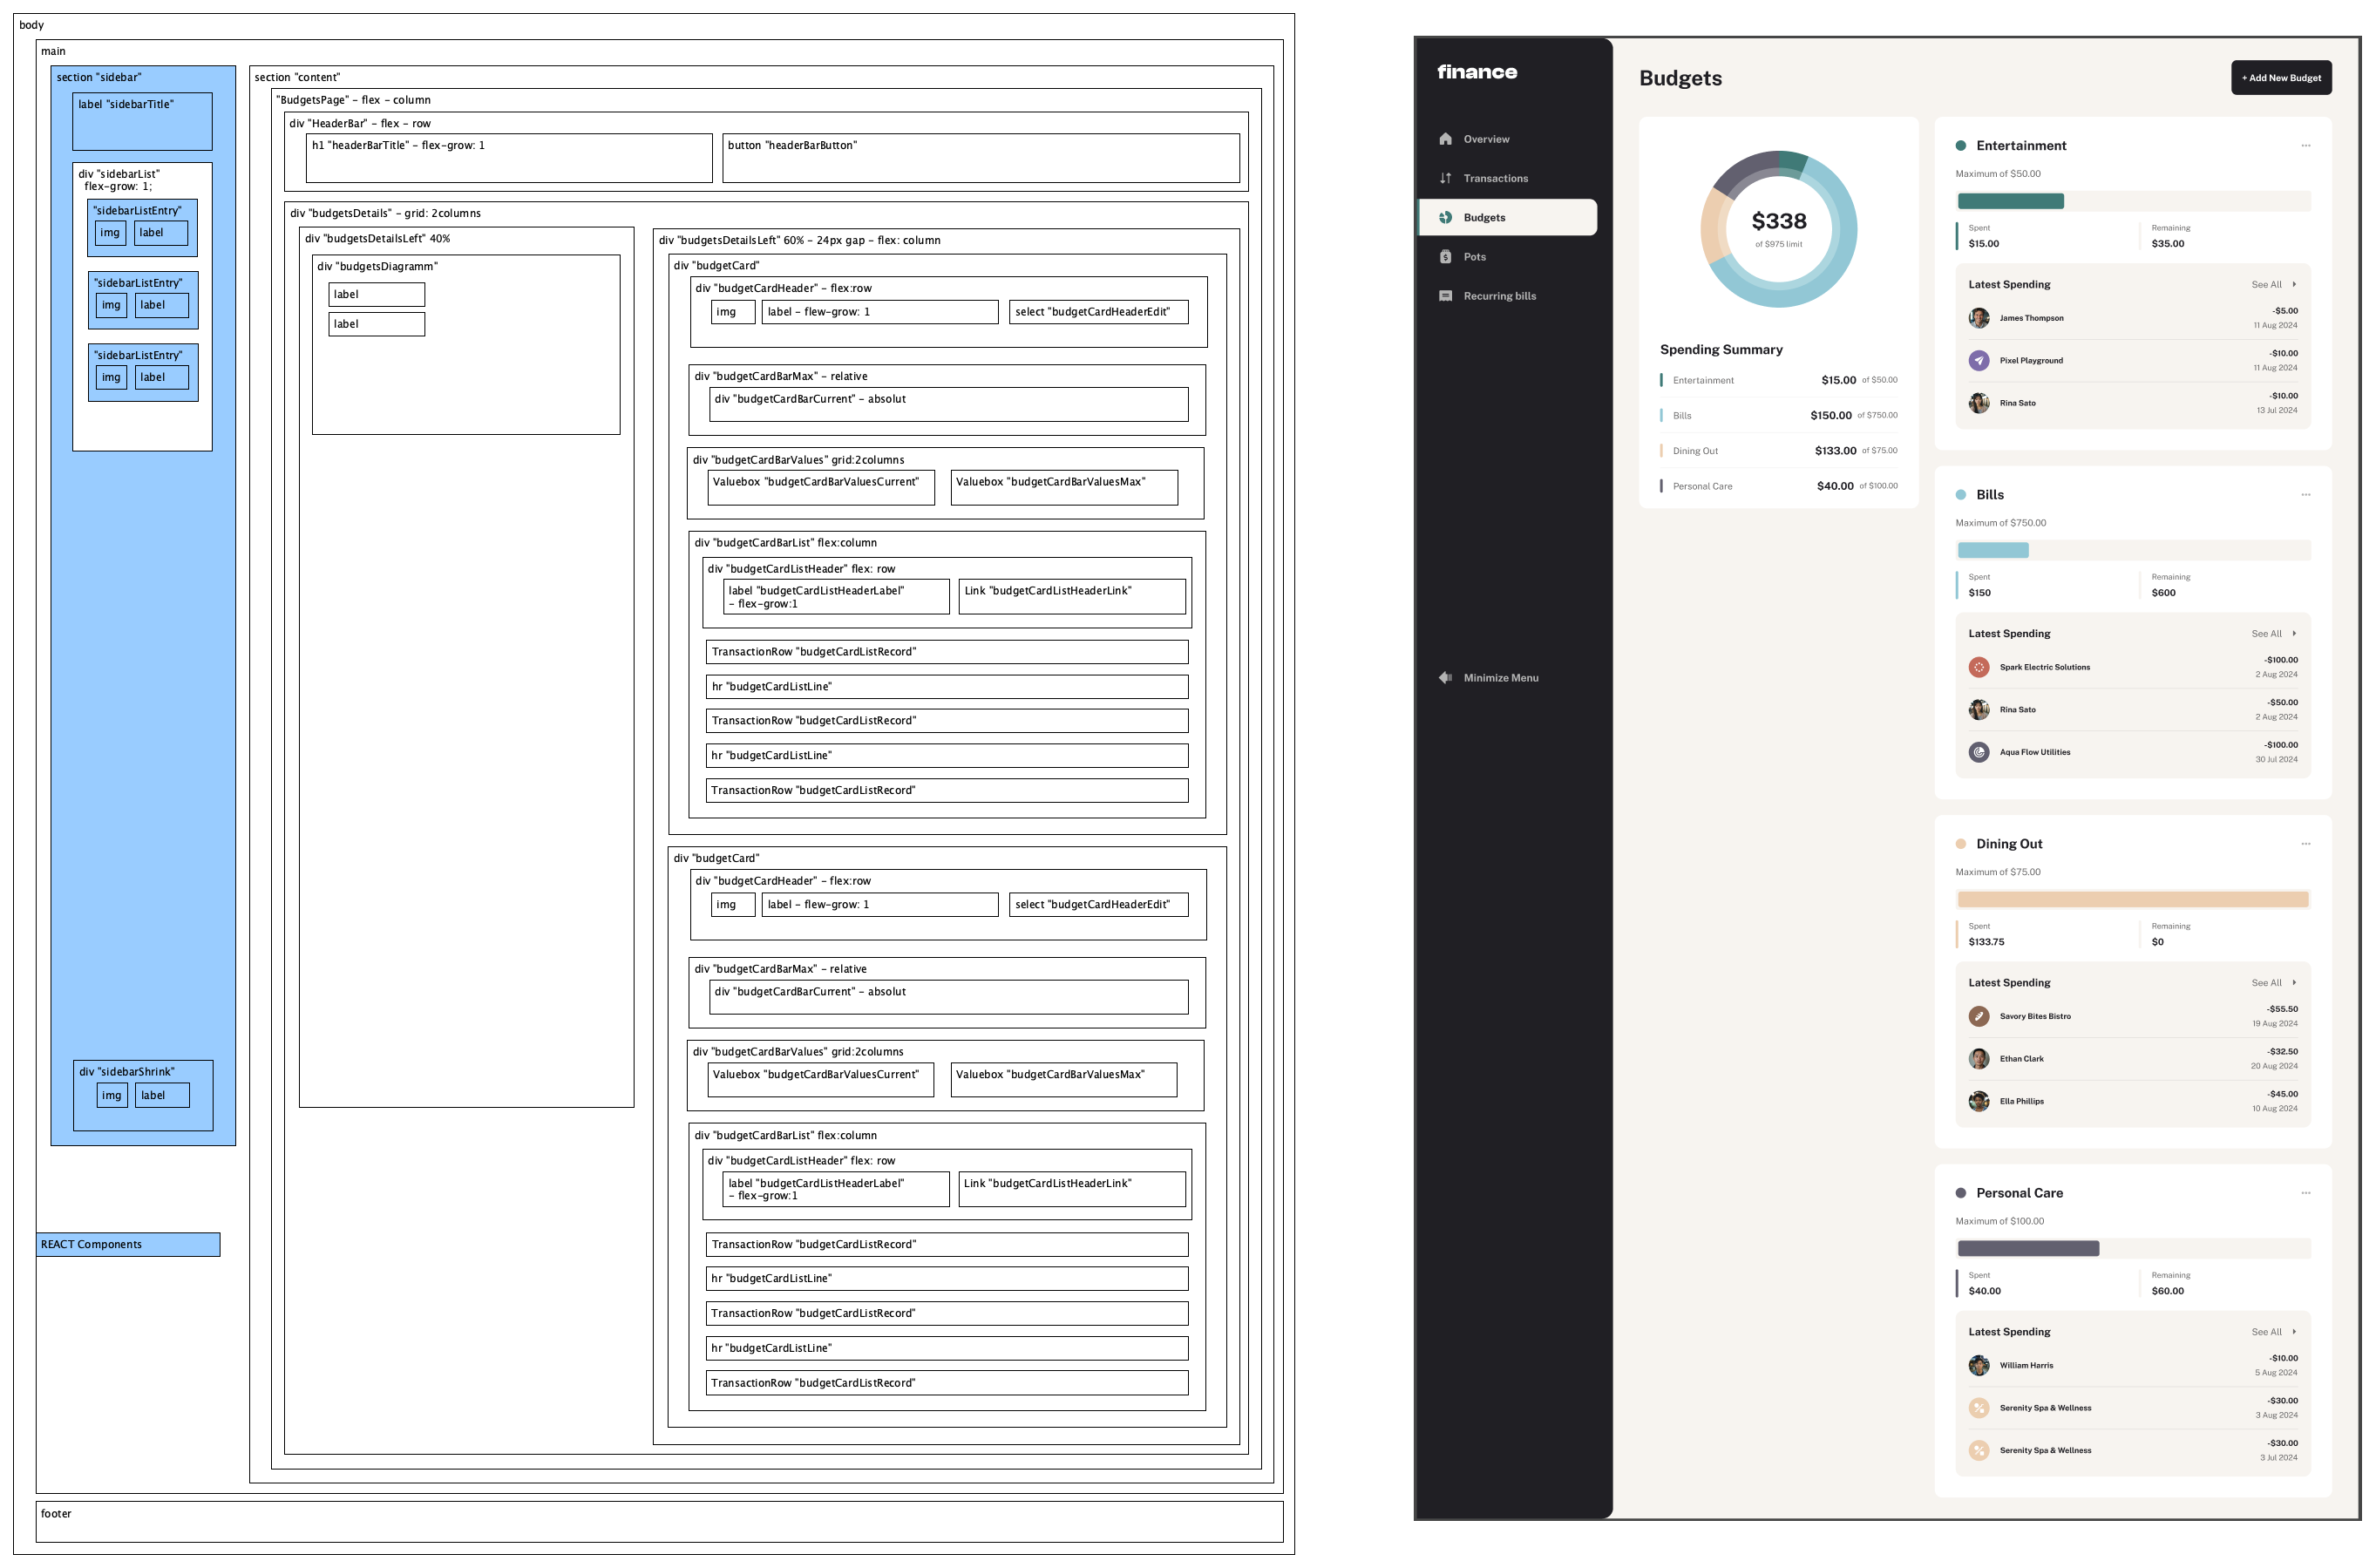 body
main
section "sidebar"
label "sidebarTitle"
div "sidebarList"
flex-grow: 1;
"sidebarListEntry"
img
label
"sidebarListEntry"
img
label
"sidebarListEntry"
img
label
div "sidebarShrink"
img
label
REACT Components
section "content"
"BudgetsPage" - flex - column
div "HeaderBar" - flex - row
h1 "headerBarTitle" - flex-grow: 1
button "headerBarButton"
div "budgetsDetails" - grid: 2columns
div "budgetsDetailsLeft" 40%
div "budgetsDiagramm"
label
label
div "budgetsDetailsLeft" 60% - 24px gap - flex: column
div "budgetCard"
div "budgetCardHeader" - flex:row
img
label - flew-grow: 1
select "budgetCardHeaderEdit"
div "budgetCardBarMax" - relative
div "budgetCardBarCurrent" - absolut
div "budgetCardBarValues" grid:2columns
Valuebox "budgetCardBarValuesCurrent"
Valuebox "budgetCardBarValuesMax"
div "budgetCardBarList" flex:column
div "budgetCardListHeader" flex: row
label "budgetCardListHeaderLabel"
- flex-grow:1
Link "budgetCardListHeaderLink"
TransactionRow "budgetCardListRecord"
hr "budgetCardListLine"
TransactionRow "budgetCardListRecord"
hr "budgetCardListLine"
TransactionRow "budgetCardListRecord"
div "budgetCard"
div "budgetCardHeader" - flex:row
img
label - flew-grow: 1
select "budgetCardHeaderEdit"
div "budgetCardBarMax" - relative
div "budgetCardBarCurrent" - absolut
div "budgetCardBarValues" grid:2columns
Valuebox "budgetCardBarValuesCurrent"
Valuebox "budgetCardBarValuesMax"
div "budgetCardBarList" flex:column
div "budgetCardListHeader" flex: row
label "budgetCardListHeaderLabel"
- flex-grow:1
Link "budgetCardListHeaderLink"
TransactionRow "budgetCardListRecord"
hr "budgetCardListLine"
TransactionRow "budgetCardListRecord"
hr "budgetCardListLine"
TransactionRow "budgetCardListRecord"
footer
finance
Overview
Transactions
Budgets
Pots
Recurring bills
Minimize Menu
Budgets
+ Add New Budget
$338
of $975 limit
Spending Summary
Entertainment $15.00 of $50.00
Bills $150.00 of $750.00
Dining Out $133.00 of $75.00
Personal Care $40.00 of $100.00
Entertainment ...
Maximum of $50.00
Spent Remaining
$15.00 $35.00
Latest Spending See All
James Thompson -$5.00
11 Aug 2024
Pixel Playground -$10.00
11 Aug 2024
Rina Sato -$10.00
13 Jul 2024
Bills ...
Maximum of $750.00
Spent Remaining
$150 $600
Latest Spending See All
Spark Electric Solutions -$100.00
2 Aug 2024
Rina Sato -$50.00
2 Aug 2024
Aqua Flow Utilities -$100.00
30 Jul 2024
Dining Out ...
Maximum of $75.00
Spent Remaining
$133.75 $0
Latest Spending See All
Savory Bites Bistro -$55.50
19 Aug 2024
Ethan Clark -$32.50
20 Aug 2024
Ella Phillips -$45.00
10 Aug 2024
Personal Care ...
Maximum of $100.00
Spent Remaining
$40.00 $60.00
Latest Spending See All
William Harris -$10.00
5 Aug 2024
Serenity Spa & Wellness -$30.00
3 Aug 2024
Serenity Spa & Wellness -$30.00
3 Jul 2024